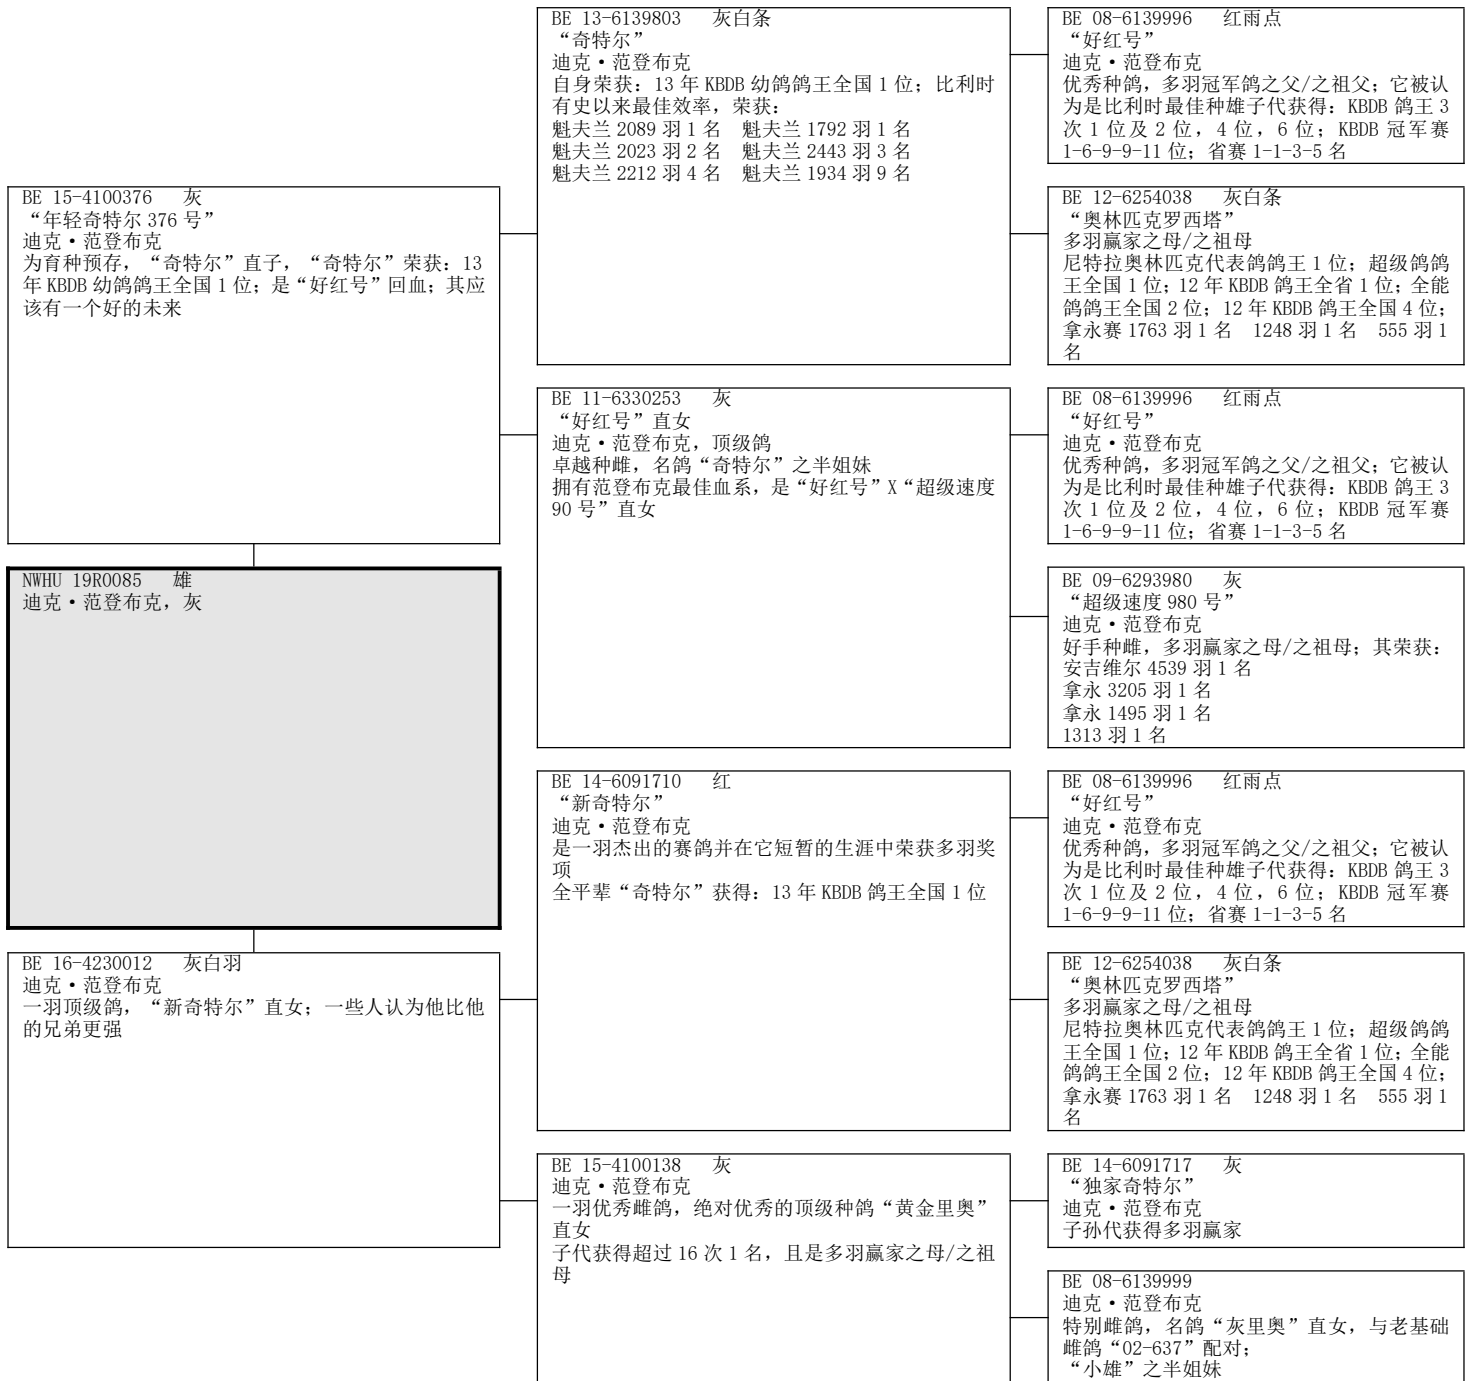 BE 15-4100376 灰
“年轻奇特尔 376 号”
迪克•范登布克
为育种预存，“奇特尔”直子，“奇特尔”荣获：13
年 KBDB 幼鸽鸽王全国 1 位；是“好红号”回血；其应
该有一个好的未来
NWHU 19R0085 雄
迪克•范登布克，灰
BE 16-4230012 灰白羽
迪克•范登布克
一羽顶级鸽，“新奇特尔”直女；一些人认为他比他
的兄弟更强
BE 13-6139803 灰白条
“奇特尔”
迪克•范登布克
自身荣获：13 年 KBDB 幼鸽鸽王全国 1 位；比利时
有史以来最佳效率，荣获：
魁夫兰 2089 羽 1 名 魁夫兰 1792 羽 1 名
魁夫兰 2023 羽 2 名 魁夫兰 2443 羽 3 名
魁夫兰 2212 羽 4 名 魁夫兰 1934 羽 9 名
BE 11-6330253 灰
“好红号”直女
迪克•范登布克，顶级鸽
卓越种雌，名鸽“奇特尔”之半姐妹
拥有范登布克最佳血系，是“好红号”X“超级速度
90 号”直女
BE 14-6091710 红
“新奇特尔”
迪克•范登布克
是一羽杰出的赛鸽并在它短暂的生涯中荣获多羽奖
项
全平辈“奇特尔”获得：13 年 KBDB 鸽王全国 1 位
BE 15-4100138 灰
迪克•范登布克
一羽优秀雌鸽，绝对优秀的顶级种鸽“黄金里奥”
直女
子代获得超过 16 次 1 名，且是多羽赢家之母/之祖
母
BE 08-6139996 红雨点
“好红号”
迪克•范登布克
优秀种鸽，多羽冠军鸽之父/之祖父；它被认
为是比利时最佳种雄子代获得：KBDB 鸽王 3
次 1 位及 2 位，4 位，6 位；KBDB 冠军赛
1-6-9-9-11 位；省赛 1-1-3-5 名
BE 12-6254038 灰白条
“奥林匹克罗西塔”
多羽赢家之母/之祖母
尼特拉奥林匹克代表鸽鸽王 1 位；超级鸽鸽
王全国 1 位；12 年 KBDB 鸽王全省 1 位；全能
鸽鸽王全国 2 位；12 年 KBDB 鸽王全国 4 位；
拿永赛 1763 羽 1 名 1248 羽 1 名 555 羽 1
名
BE 08-6139996 红雨点
“好红号”
迪克•范登布克
优秀种鸽，多羽冠军鸽之父/之祖父；它被认
为是比利时最佳种雄子代获得：KBDB 鸽王 3
次 1 位及 2 位，4 位，6 位；KBDB 冠军赛
1-6-9-9-11 位；省赛 1-1-3-5 名
BE 09-6293980 灰
“超级速度 980 号”
迪克•范登布克
好手种雌，多羽赢家之母/之祖母；其荣获：
安吉维尔 4539 羽 1 名
拿永 3205 羽 1 名
拿永 1495 羽 1 名
1313 羽 1 名
BE 08-6139996 红雨点
“好红号”
迪克•范登布克
优秀种鸽，多羽冠军鸽之父/之祖父；它被认
为是比利时最佳种雄子代获得：KBDB 鸽王 3
次 1 位及 2 位，4 位，6 位；KBDB 冠军赛
1-6-9-9-11 位；省赛 1-1-3-5 名
BE 12-6254038 灰白条
“奥林匹克罗西塔”
多羽赢家之母/之祖母
尼特拉奥林匹克代表鸽鸽王 1 位；超级鸽鸽
王全国 1 位；12 年 KBDB 鸽王全省 1 位；全能
鸽鸽王全国 2 位；12 年 KBDB 鸽王全国 4 位；
拿永赛 1763 羽 1 名 1248 羽 1 名 555 羽 1
名
BE 14-6091717 灰
“独家奇特尔”
迪克•范登布克
子孙代获得多羽赢家
BE 08-6139999
迪克•范登布克
特别雌鸽，名鸽“灰里奥”直女，与老基础
雌鸽“02-637”配对；
“小雄”之半姐妹